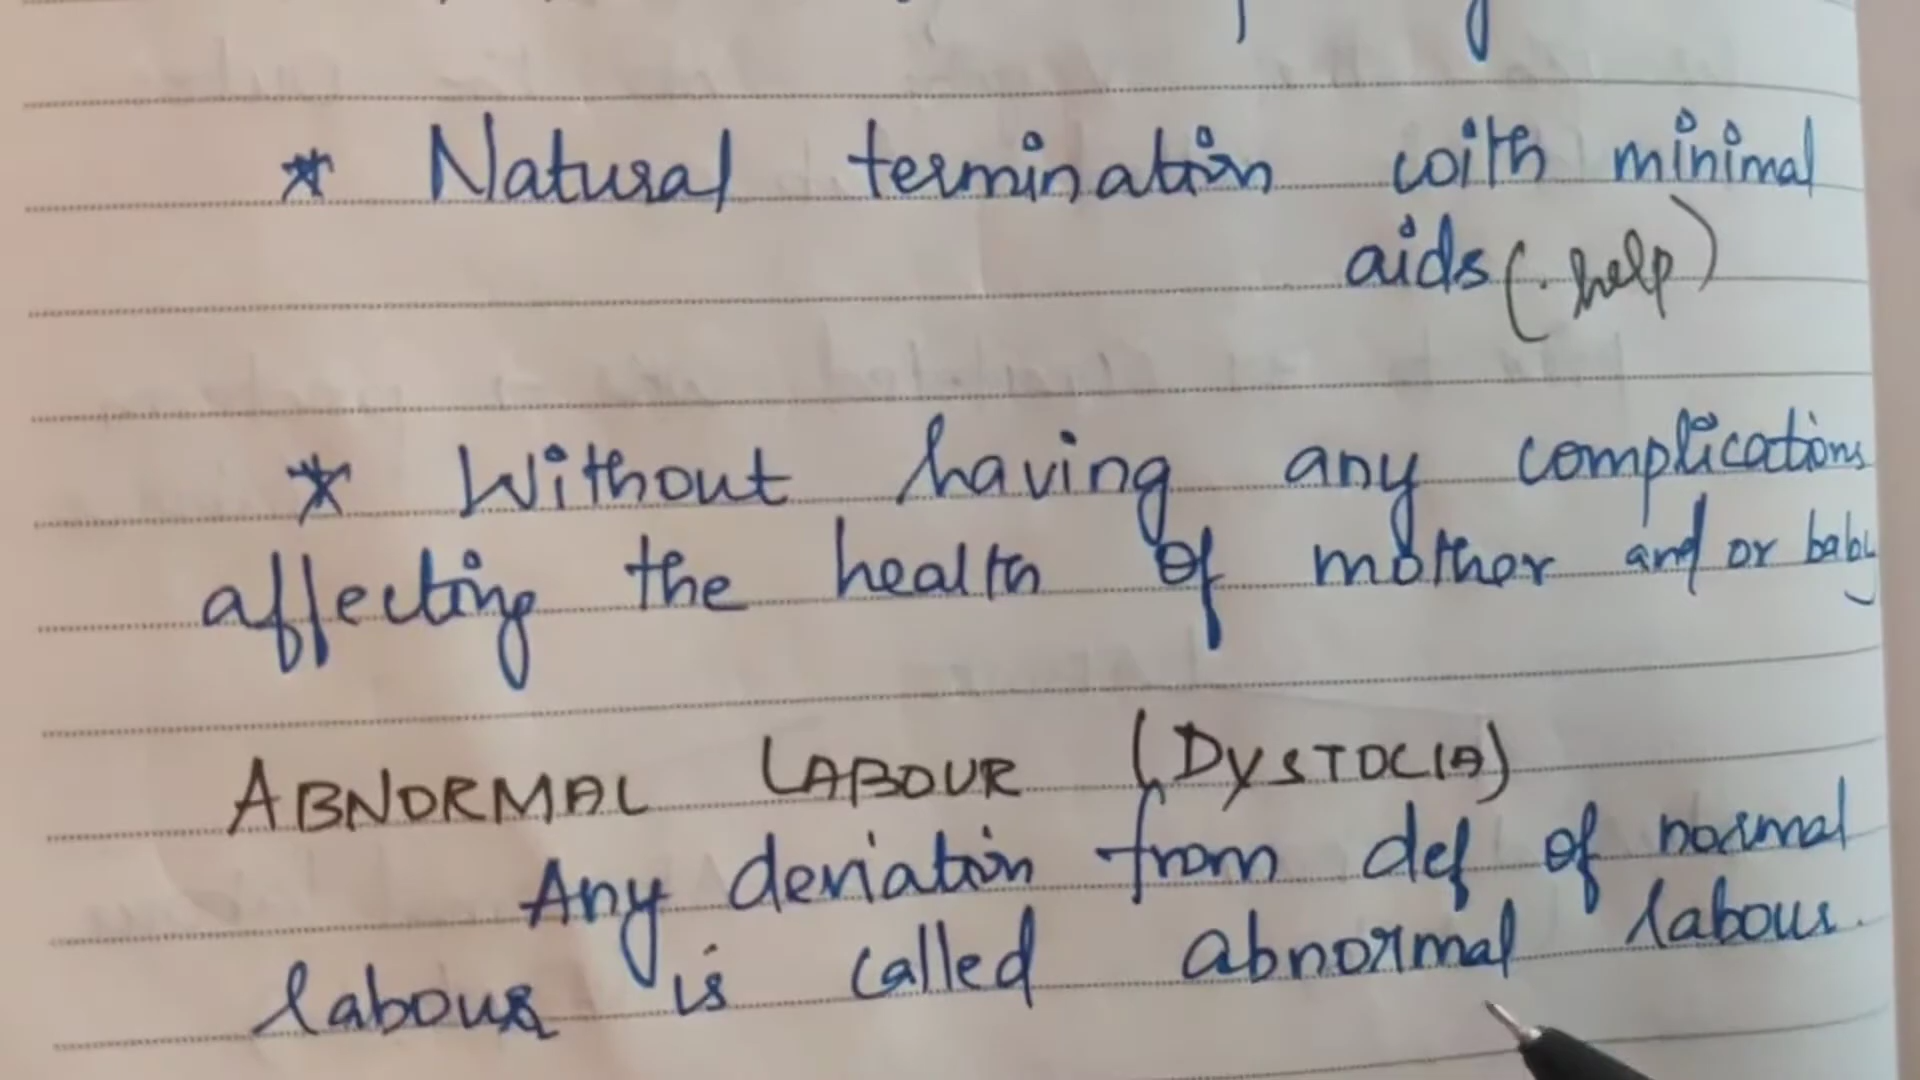 * Natural termination with minimal
aids (help)
* Without having any complications
affecting the health of mother and or baby
ABNORMAL LABOUR (DYSTOCIA)
Any deviation from def of normal
labour is called abnormal labour.